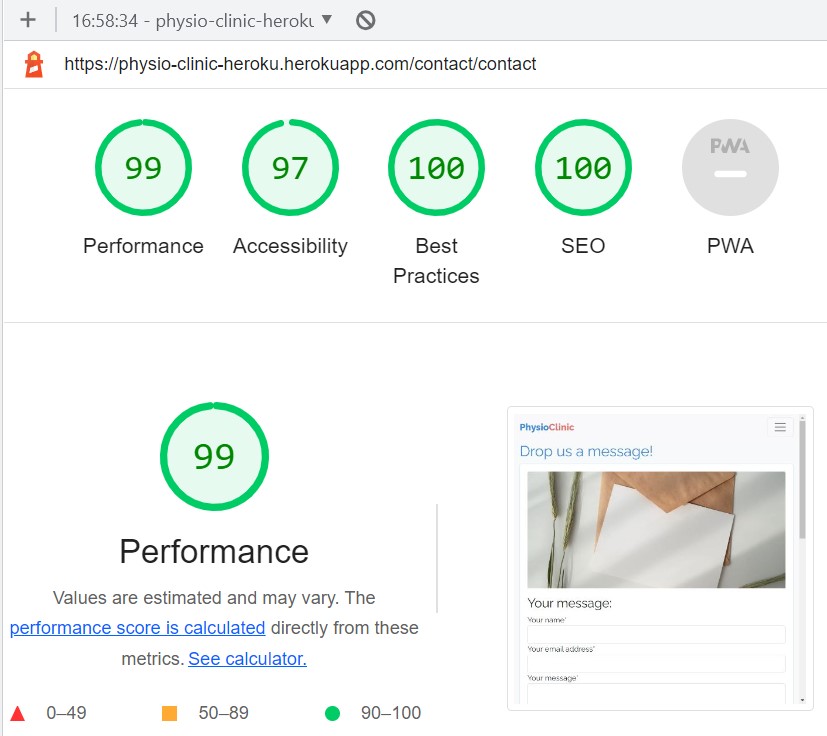 16:58:34 - physio-clinic-heroku
https://physio-clinic-heroku.herokuapp.com/contact/contact
99 97 100 100 PWA
Performance Accessibility Best Practices SEO PWA
99
Performance
Values are estimated and may vary. The
performance score is calculated directly from these
metrics. See calculator.
0–49 50–89 90–100
PhysioClinic
Drop us a message!
Your message:
Your name*
Your email address*
Your message*